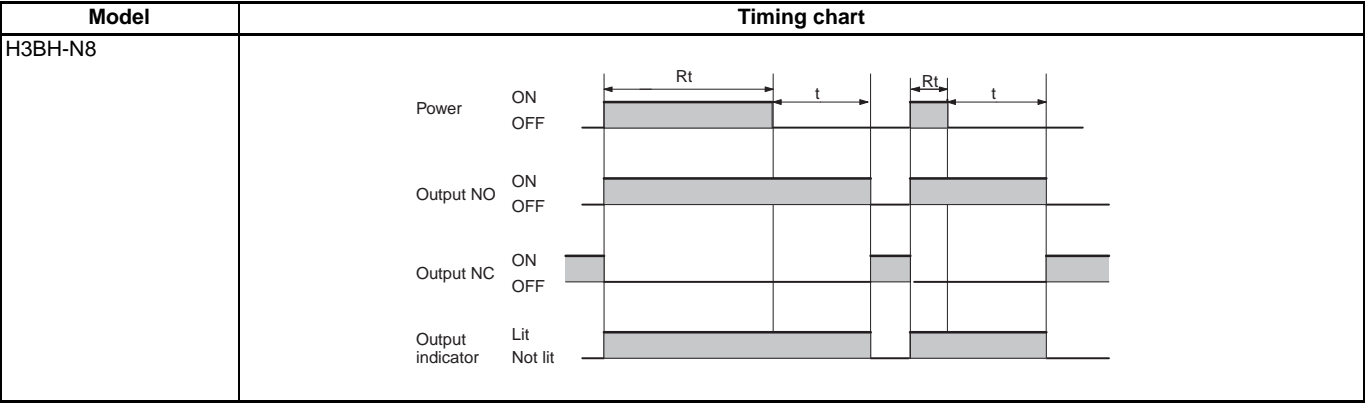 Model
Timing chart
H3BH-N8
Rt
t
Rt
t
Power
ON
OFF
Output NO
ON
OFF
Output NC
ON
OFF
Output
indicator
Lit
Not lit